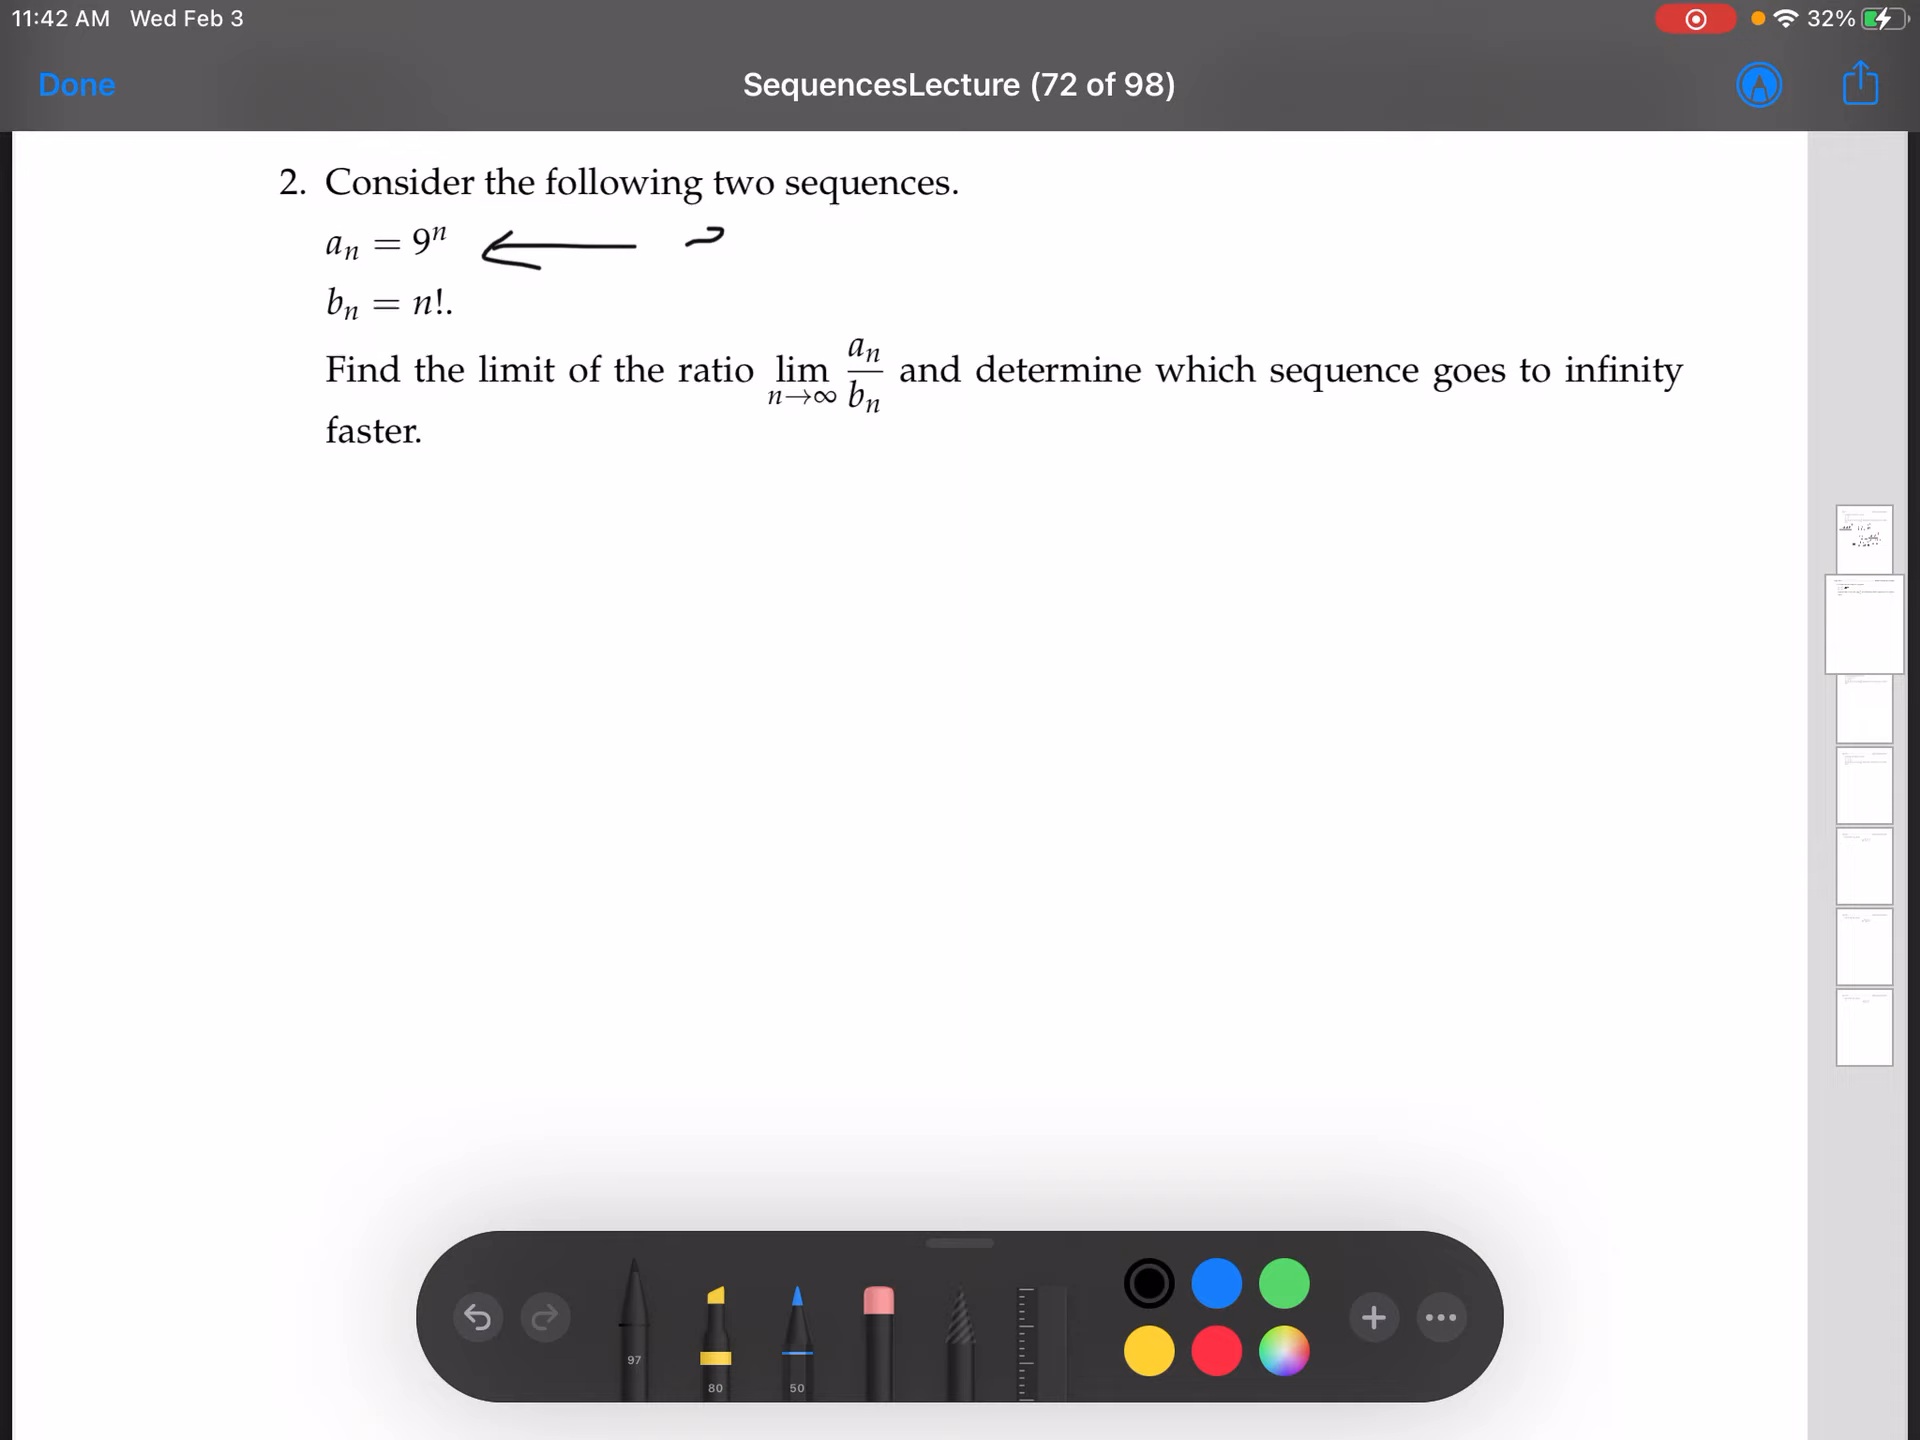 11:42 AM Wed Feb 3
32%
Done
SequencesLecture (72 of 98)
2. Consider the following two sequences.
aₙ = 9ⁿ
bₙ = n!.
Find the limit of the ratio lim n→∞ aₙ/bₙ and determine which sequence goes to infinity
faster.
97
80
50